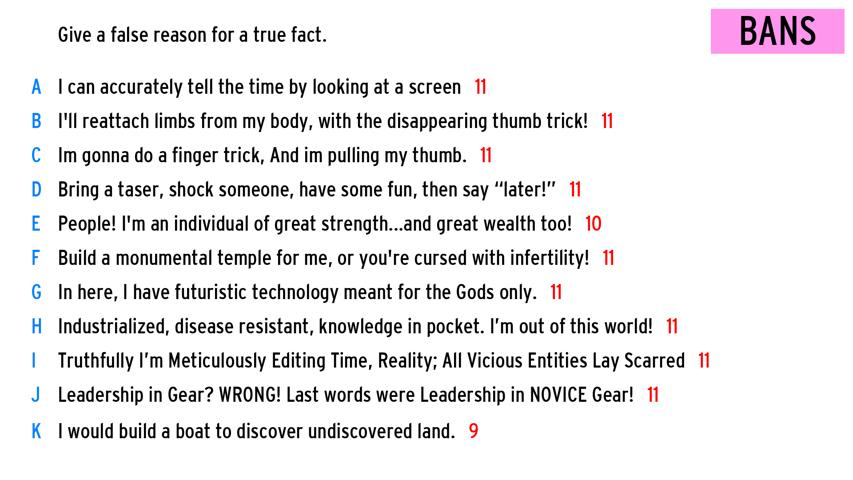 Give a false reason for a true fact.
BANS
A I can accurately tell the time by looking at a screen 11
B I'll reattach limbs from my body, with the disappearing thumb trick! 11
C Im gonna do a finger trick, And im pulling my thumb. 11
D Bring a taser, shock someone, have some fun, then say “later!” 11
E People! I'm an individual of great strength...and great wealth too! 10
F Build a monumental temple for me, or you're cursed with infertility! 11
G In here, I have futuristic technology meant for the Gods only. 11
H Industrialized, disease resistant, knowledge in pocket. I’m out of this world! 11
I Truthfully I’m Meticulously Editing Time, Reality; All Vicious Entities Lay Scarred 11
J Leadership in Gear? WRONG! Last words were Leadership in NOVICE Gear! 11
K I would build a boat to discover undiscovered land. 9